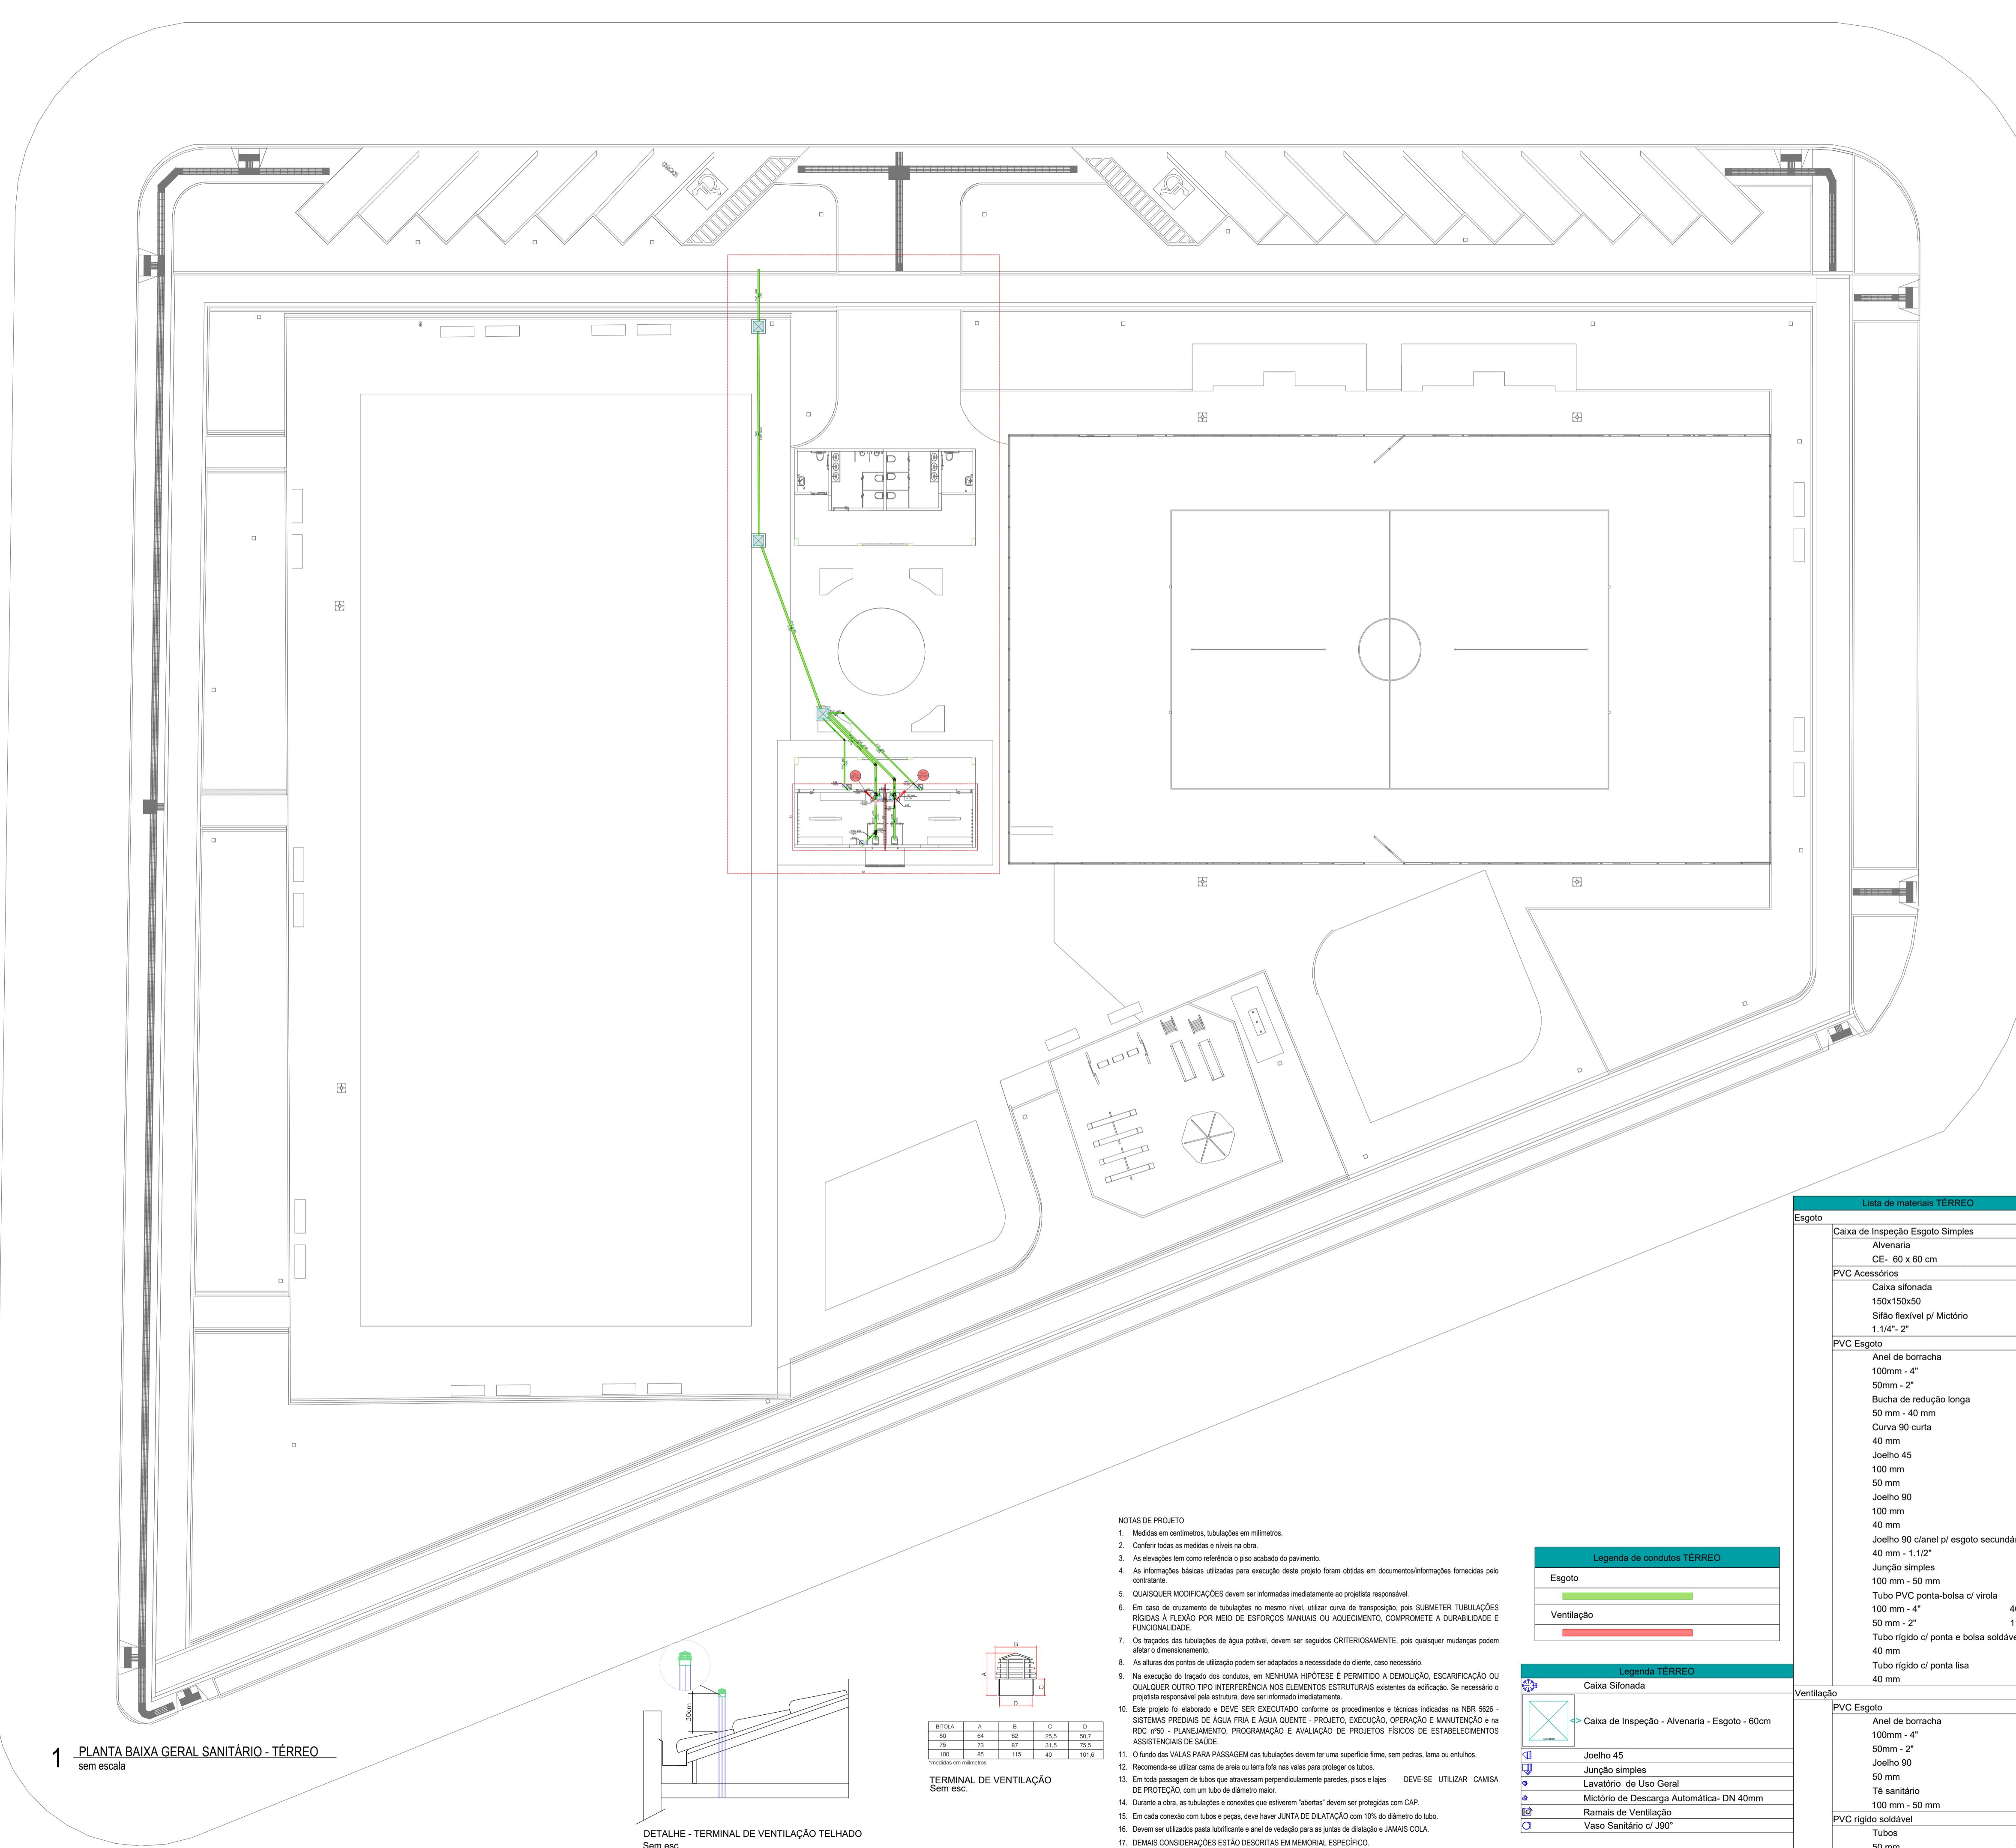 IDOSO
1 PLANTA BAIXA GERAL SANITÁRIO - TÉRREO
sem escala
30cm
DETALHE - TERMINAL DE VENTILAÇÃO TELHADO
Sem esc.
B
A
C
D
BITOLA A B C D
50 64 62 25,5 50,7
75 73 87 31,5 75,5
100 85 115 40 101,6
*medidas em milímetros
TERMINAL DE VENTILAÇÃO
Sem esc.
NOTAS DE PROJETO
1. Medidas em centímetros, tubulações em milímetros.
2. Conferir todas as medidas e níveis na obra.
3. As elevações tem como referência o piso acabado do pavimento.
4. As informações básicas utilizadas para execução deste projeto foram obtidas em documentos/informações fornecidas pelo
contratante.
5. QUAISQUER MODIFICAÇÕES devem ser informadas imediatamente ao projetista responsável.
6. Em caso de cruzamento de tubulações no mesmo nível, utilizar curva de transposição, pois SUBMETER TUBULAÇÕES
RÍGIDAS À FLEXÃO POR MEIO DE ESFORÇOS MANUAIS OU AQUECIMENTO, COMPROMETE A DURABILIDADE E
FUNCIONALIDADE.
7. Os traçados das tubulações de água potável, devem ser seguidos CRITERIOSAMENTE, pois quaisquer mudanças podem
afetar o dimensionamento.
8. As alturas dos pontos de utilização podem ser adaptados a necessidade do cliente, caso necessário.
9. Na execução do traçado dos condutos, em NENHUMA HIPÓTESE É PERMITIDO A DEMOLIÇÃO, ESCARIFICAÇÃO OU
QUALQUER OUTRO TIPO INTERFERÊNCIA NOS ELEMENTOS ESTRUTURAIS existentes da edificação. Se necessário o
projetista responsável pela estrutura, deve ser informado imediatamente.
10. Este projeto foi elaborado e DEVE SER EXECUTADO conforme os procedimentos e técnicas indicadas na NBR 5626 -
SISTEMAS PREDIAIS DE ÁGUA FRIA E ÁGUA QUENTE - PROJETO, EXECUÇÃO, OPERAÇÃO E MANUTENÇÃO e na
RDC nº50 - PLANEJAMENTO, PROGRAMAÇÃO E AVALIAÇÃO DE PROJETOS FÍSICOS DE ESTABELECIMENTOS
ASSISTENCIAIS DE SAÚDE.
11. O fundo das VALAS PARA PASSAGEM das tubulações devem ter uma superfície firme, sem pedras, lama ou entulhos.
12. Recomenda-se utilizar cama de areia ou terra fofa nas valas para proteger os tubos.
13. Em toda passagem de tubos que atravessam perpendicularmente paredes, pisos e lajes DEVE-SE UTILIZAR CAMISA
DE PROTEÇÃO, com um tubo de diâmetro maior.
14. Durante a obra, as tubulações e conexões que estiverem "abertas" devem ser protegidas com CAP.
15. Em cada conexão com tubos e peças, deve haver JUNTA DE DILATAÇÃO com 10% do diâmetro do tubo.
16. Devem ser utilizados pasta lubrificante e anel de vedação para as juntas de dilatação e JAMAIS COLA.
17. DEMAIS CONSIDERAÇÕES ESTÃO DESCRITAS EM MEMORIAL ESPECÍFICO.
Legenda de condutos TÉRREO
Esgoto
Ventilação
Legenda TÉRREO
Caixa Sifonada
<> Caixa de Inspeção - Alvenaria - Esgoto - 60cm
Joelho 45
Junção simples
Lavatório de Uso Geral
Mictório de Descarga Automática- DN 40mm
Ramais de Ventilação
Vaso Sanitário c/ J90°
Lista de materiais TÉRREO
Esgoto
Caixa de Inspeção Esgoto Simples
Alvenaria
CE- 60 x 60 cm
PVC Acessórios
Caixa sifonada
150x150x50
Sifão flexível p/ Mictório
1.1/4"- 2"
PVC Esgoto
Anel de borracha
100mm - 4"
50mm - 2"
Bucha de redução longa
50 mm - 40 mm
Curva 90 curta
40 mm
Joelho 45
100 mm
50 mm
Joelho 90
100 mm
40 mm
Joelho 90 c/anel p/ esgoto secundár
40 mm - 1.1/2"
Junção simples
100 mm - 50 mm
Tubo PVC ponta-bolsa c/ virola
100 mm - 4"
50 mm - 2"
Tubo rígido c/ ponta e bolsa soldáve
40 mm
Tubo rígido c/ ponta lisa
40 mm
Ventilação
PVC Esgoto
Anel de borracha
100mm - 4"
50mm - 2"
Joelho 90
50 mm
Tê sanitário
100 mm - 50 mm
PVC rígido soldável
Tubos
50 mm